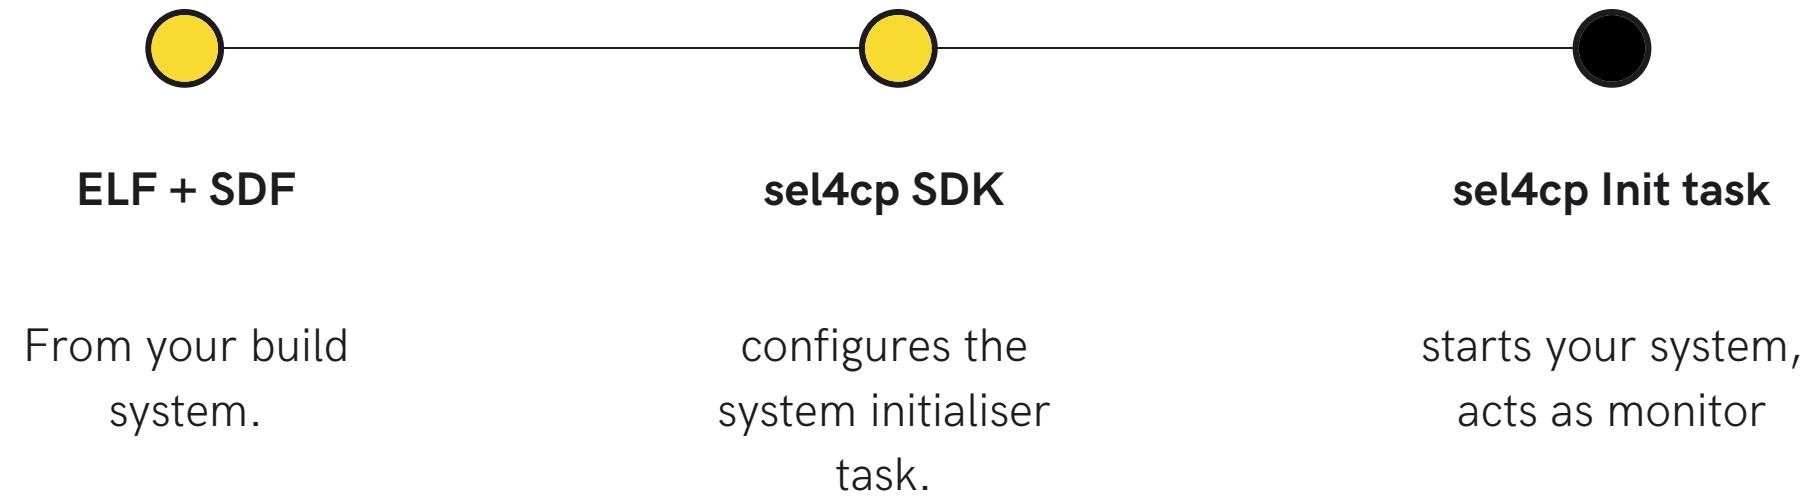 ELF + SDF
From your build
system.
sel4cp SDK
configures the
system initialiser
task.
sel4cp Init task
starts your system,
acts as monitor